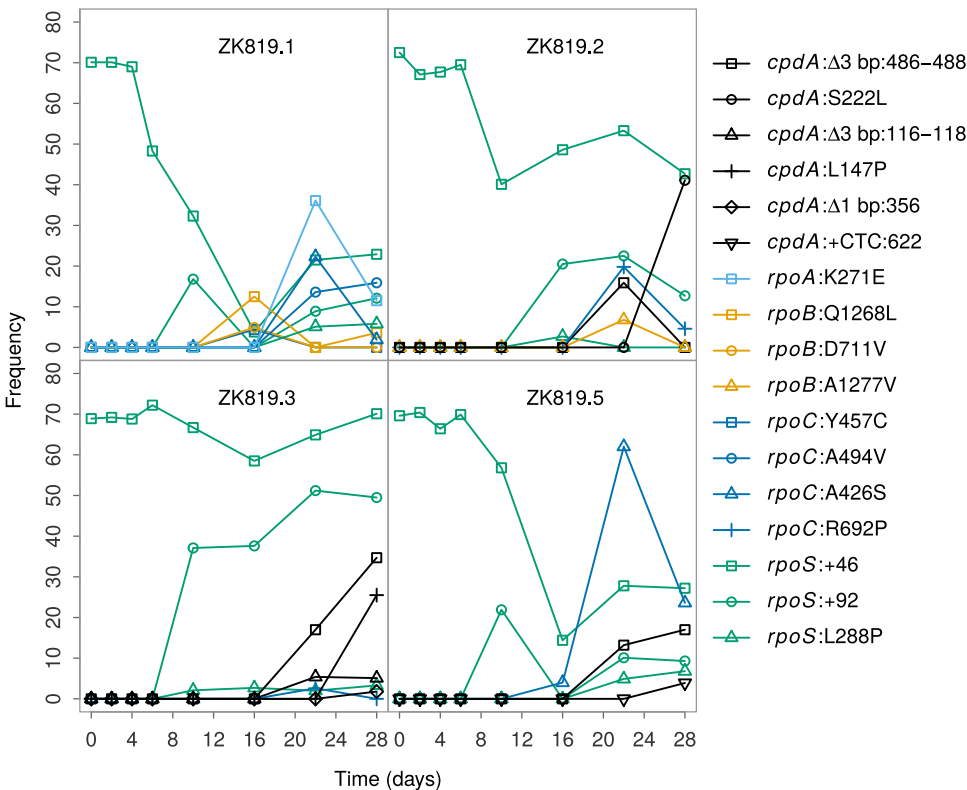 ZK819.1
ZK819.2
80
70
60
50
40
30
20
10
0
Frequency
ZK819.3
ZK819.5
80
70
60
50
40
30
20
10
0
0 4 8 12 16 20 24 28
0 4 8 12 16 20 24 28
Time (days)
cpdA:Δ3 bp:486−488
cpdA:S222L
cpdA:Δ3 bp:116−118
cpdA:L147P
cpdA:Δ1 bp:356
cpdA:+CTC:622
rpoA:K271E
rpoB:Q1268L
rpoB:D711V
rpoB:A1277V
rpoC:Y457C
rpoC:A494V
rpoC:A426S
rpoC:R692P
rpoS:+46
rpoS:+92
rpoS:L288P